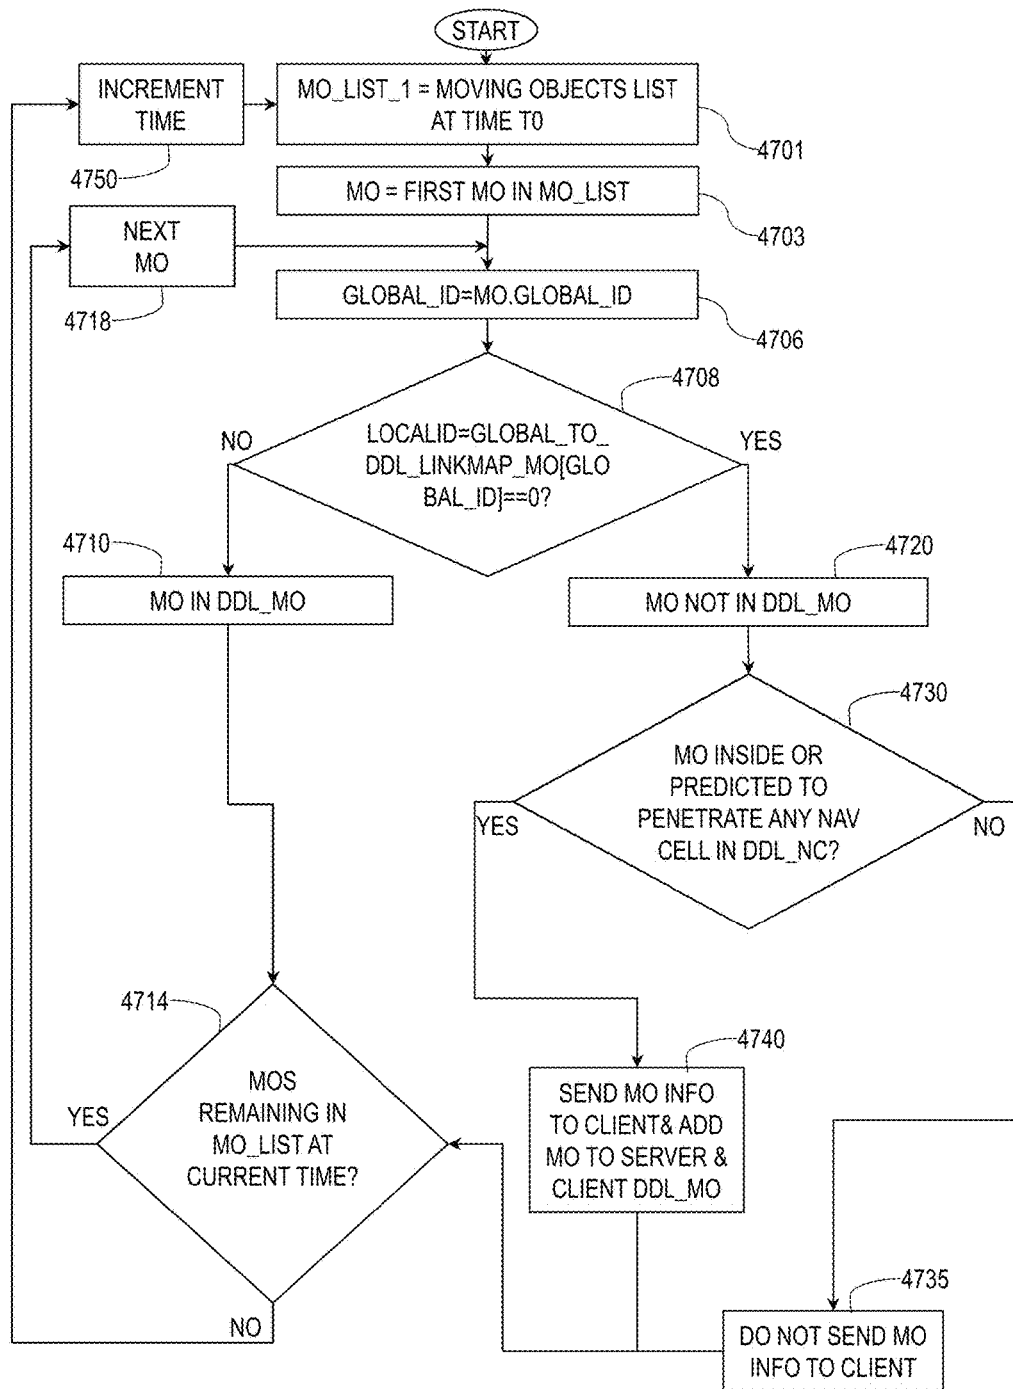 START
INCREMENT
TIME
4750
MO_LIST_1 = MOVING OBJECTS LIST
AT TIME T0
4701
MO = FIRST MO IN MO_LIST
4703
NEXT
MO
4718
GLOBAL_ID=MO.GLOBAL_ID
4706
4708
LOCALID=GLOBAL_TO_
DDL_LINKMAP_MO[GLO
BAL_ID]==0?
NO
YES
4710
MO IN DDL_MO
4720
MO NOT IN DDL_MO
4730
MO INSIDE OR
PREDICTED TO
PENETRATE ANY NAV
CELL IN DDL_NC?
YES
NO
4714
MOS
REMAINING IN
MO_LIST AT
CURRENT TIME?
YES
NO
4740
SEND MO INFO
TO CLIENT& ADD
MO TO SERVER &
CLIENT DDL_MO
4735
DO NOT SEND MO
INFO TO CLIENT